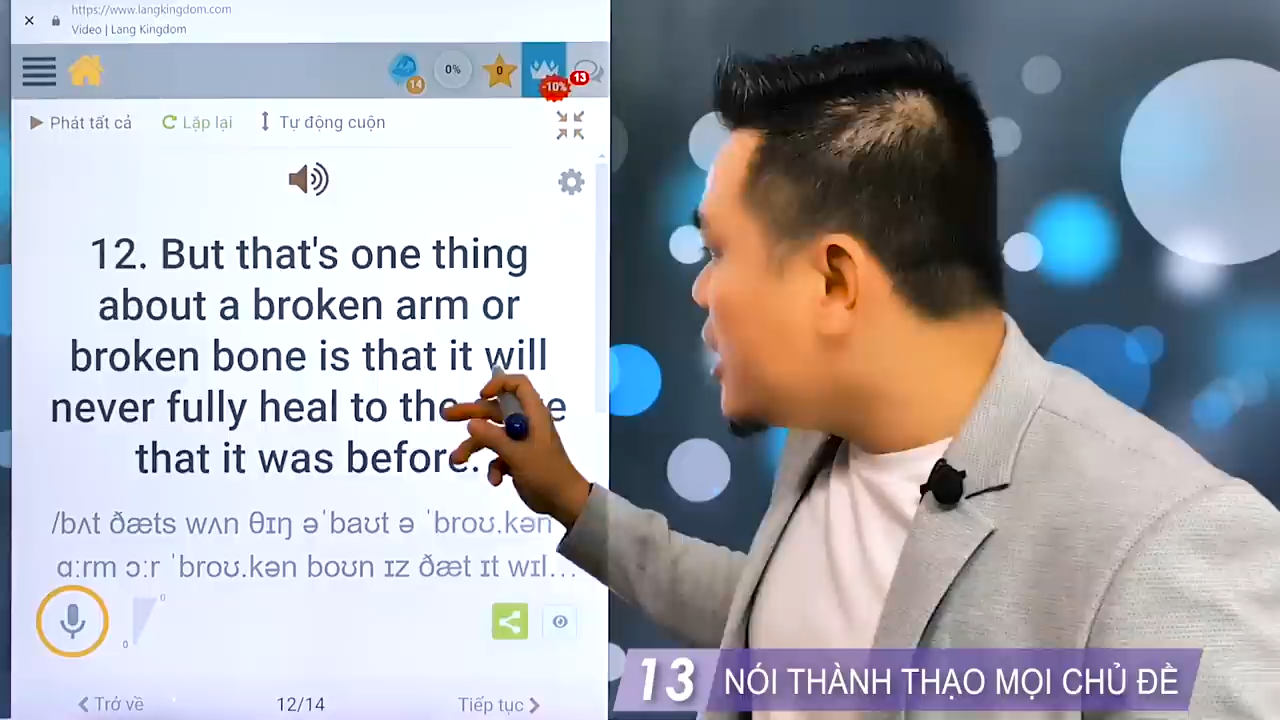 https://www.langkingdom.com
Video | Lang Kingdom
14
0%
0
-10%
13
Phát tất cả
Lặp lại
Tự động cuộn
12. But that's one thing
about a broken arm or
broken bone is that it will
never fully heal to the
that it was before.
/bʌt ðæts wʌn θɪŋ əˈbaʊt ə ˈbroʊ.kən
ɑːrm ɔːr ˈbroʊ.kən boʊn ɪz ðæt ɪt wɪl...
0
0
Trở về
12/14
Tiếp tục
13 NÓI THÀNH THẠO MỌI CHỦ ĐỀ